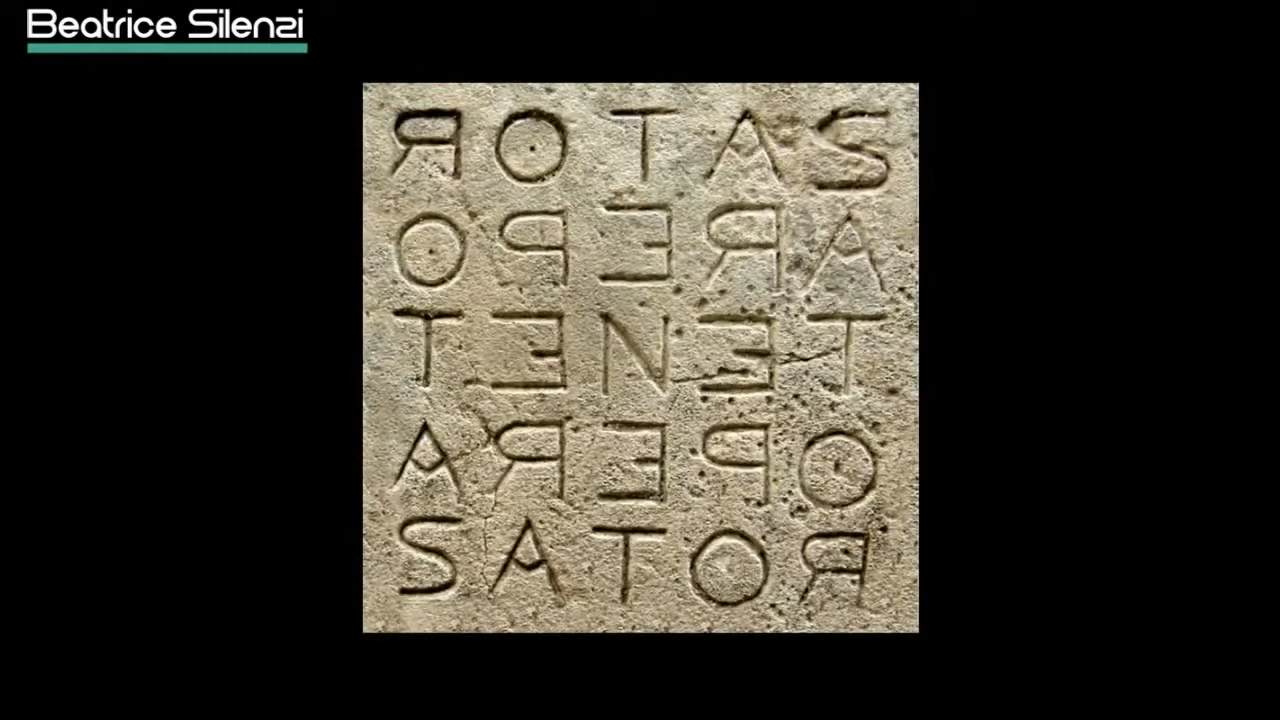 Beatrice Silenzi
ROTAS
OPERA
TENET
AREPO
SATOR